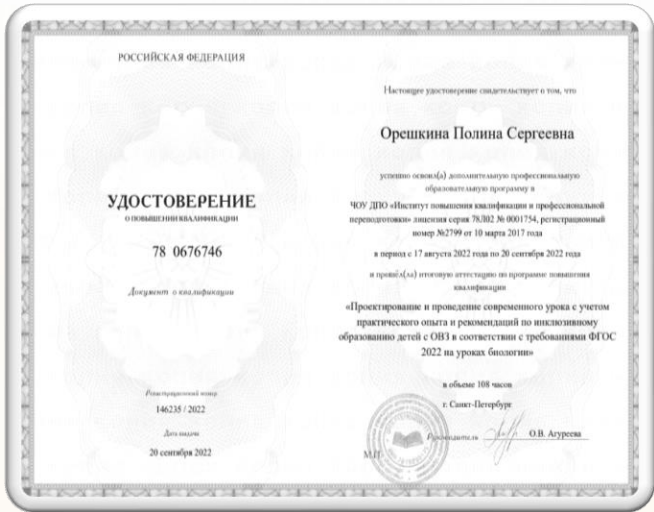 РОССИЙСКАЯ ФЕДЕРАЦИЯ
УДОСТОВЕРЕНИЕ
О ПОВЫШЕНИИ КВАЛИФИКАЦИИ
78 0676746
Документ о квалификации
Регистрационный номер
146235 / 2022
Дата выдачи
20 сентября 2022
Настоящее удостоверение свидетельствует о том, что
Орешкина Полина Сергеевна
успешно освоил(а) дополнительную профессиональную
образовательную программу в
ЧОУ ДПО «Институт повышения квалификации и профессиональной
переподготовки» лицензия серия 78Л02 № 0001754, регистрационный
номер №2799 от 10 марта 2017 года
в период с 17 августа 2022 года по 20 сентября 2022 года
и прошёл(ла) итоговую аттестацию по программе повышения
квалификации
«Проектирование и проведение современного урока с учетом
практического опыта и рекомендаций по инклюзивному
образованию детей с ОВЗ в соответствии с требованиями ФГОС
2022 на уроках биологии»
в объеме 108 часов
г. Санкт-Петербург
Руководитель О.В. Агуреева
М.П.